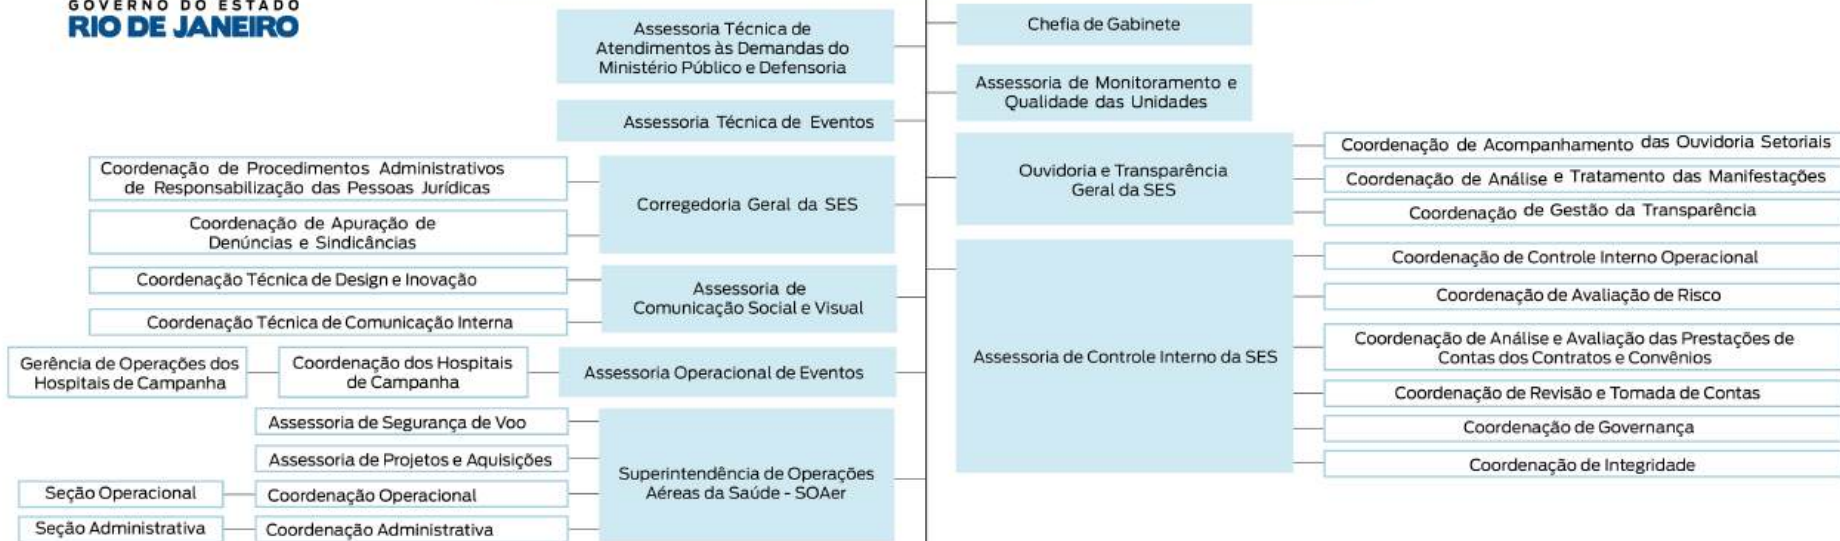 GOVERNO DO ESTADO
RIO DE JANEIRO
Assessoria Técnica de
Atendimentos às Demandas do
Ministério Público e Defensoria
Assessoria Técnica de Eventos
Coordenação de Procedimentos Administrativos
de Responsabilização das Pessoas Jurídicas
Coordenação de Apuração de
Denúncias e Sindicâncias
Corregedoria Geral da SES
Coordenação Técnica de Design e Inovação
Coordenação Técnica de Comunicação Interna
Assessoria de
Comunicação Social e Visual
Gerência de Operações dos
Hospitais de Campanha
Coordenação dos Hospitais
de Campanha
Assessoria Operacional de Eventos
Assessoria de Segurança de Voo
Assessoria de Projetos e Aquisições
Seção Operacional
Coordenação Operacional
Seção Administrativa
Coordenação Administrativa
Superintendência de Operações
Aéreas da Saúde - SOAer
Chefia de Gabinete
Assessoria de Monitoramento e
Qualidade das Unidades
Ouvidoria e Transparência
Geral da SES
Coordenação de Acompanhamento das Ouvidoria Setoriais
Coordenação de Análise e Tratamento das Manifestações
Coordenação de Gestão da Transparência
Assessoria de Controle Interno da SES
Coordenação de Controle Interno Operacional
Coordenação de Avaliação de Risco
Coordenação de Análise e Avaliação das Prestações de
Contas dos Contratos e Convênios
Coordenação de Revisão e Tomada de Contas
Coordenação de Governança
Coordenação de Integridade